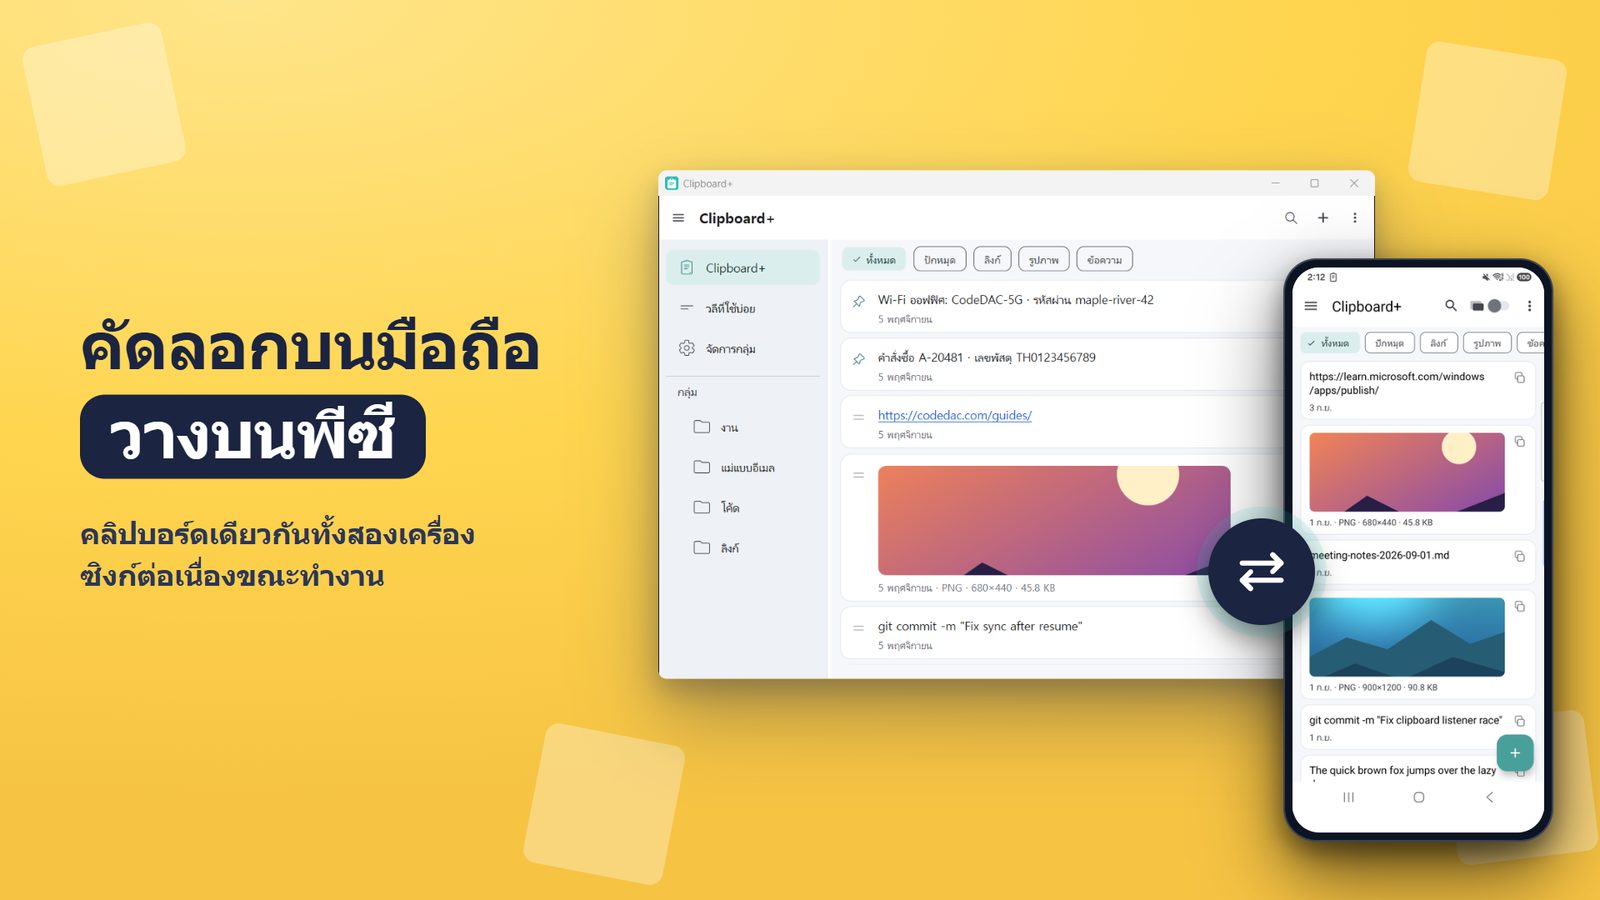 คัดลอกบนมือถือ
วางบนพีซี
คลิปบอร์ดเดียวกันทั้งสองเครื่อง
ซิงก์ต่อเนื่องขณะทำงาน
Clipboard+
Clipboard+
Clipboard+
วลีที่ใช้บ่อย
จัดการกลุ่ม
กลุ่ม
งาน
แม่แบบอีเมล
โค้ด
ลิงก์
ทั้งหมด ปักหมุด ลิงก์ รูปภาพ ข้อความ
Wi-Fi ออฟฟิศ: CodeDAC-5G · รหัสผ่าน maple-river-42
5 พฤศจิกายน
คำสั่งซื้อ A-20481 · เลขพัสดุ TH0123456789
5 พฤศจิกายน
https://codedac.com/guides/
5 พฤศจิกายน
5 พฤศจิกายน · PNG · 680×440 · 45.8 KB
git commit -m "Fix sync after resume"
5 พฤศจิกายน
2:12 100
Clipboard+
ทั้งหมด ปักหมุด ลิงก์ รูปภาพ
https://learn.microsoft.com/windows
/apps/publish/
3 ก.ย.
1 ก.ย. · PNG · 680×440 · 45.8 KB
meeting-notes-2026-09-01.md
ก.ย.
1 ก.ย. · PNG · 900×1200 · 90.8 KB
git commit -m "Fix clipboard listener race"
1 ก.ย.
The quick brown fox jumps over the lazy